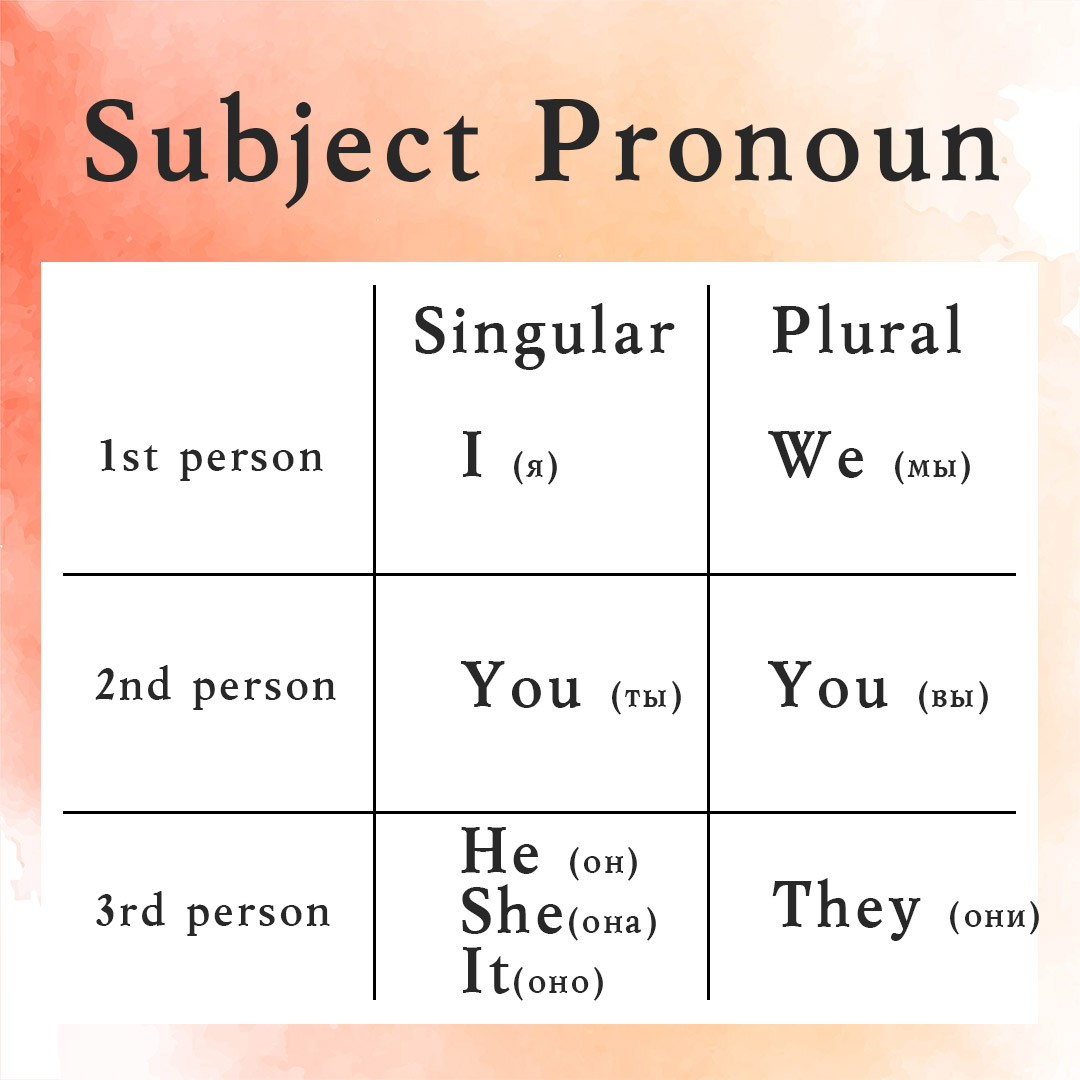 Subject Pronoun
Singular Plural
1st person I (я) We (мы)
2nd person You (ты) You (вы)
He (он)
She(она)
3rd person They (они)
It(оно)